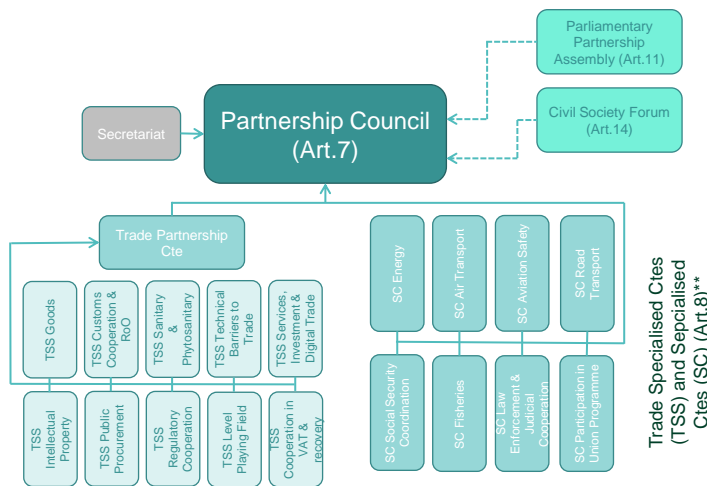 Parliamentary
Partnership
Assembly (Art.11)
Partnership Council
(Art.7)
Secretariat
Civil Society Forum
(Art.14)
Trade Partnership
Cte
TSS Goods
TSS Customs
Cooperation &
RoO
TSS Sanitary
&
Phytosanitary
TSS Technical
Barriers to
Trade
TSS Services,
Investment &
Digital Trade
SC Energy
SC Air Transport
SC Aviation Safety
SC Road
Transport
TSS
Intellectual
Property
TSS Public
Procurement
TSS
Regulatory
Cooperation
TSS Level
Playing Field
TSS
Cooperation in
VAT &
recovery
SC Social Security
Coordination
SC Fisheries
SC Law
Enforcement &
Judicial
Cooperation
SC Participation in
Union Programme
Trade Specialised Ctes
(TSS) and Sepcialised
Ctes (SC) (Art.8)**